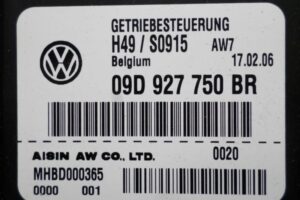 GETRIEBESTEUERUNG
H49 / S0915 AW7
Belgium 17.02.06
09D 927 750 BR
AISIN AW CO., LTD. 0020
MHBD000365
0000 001